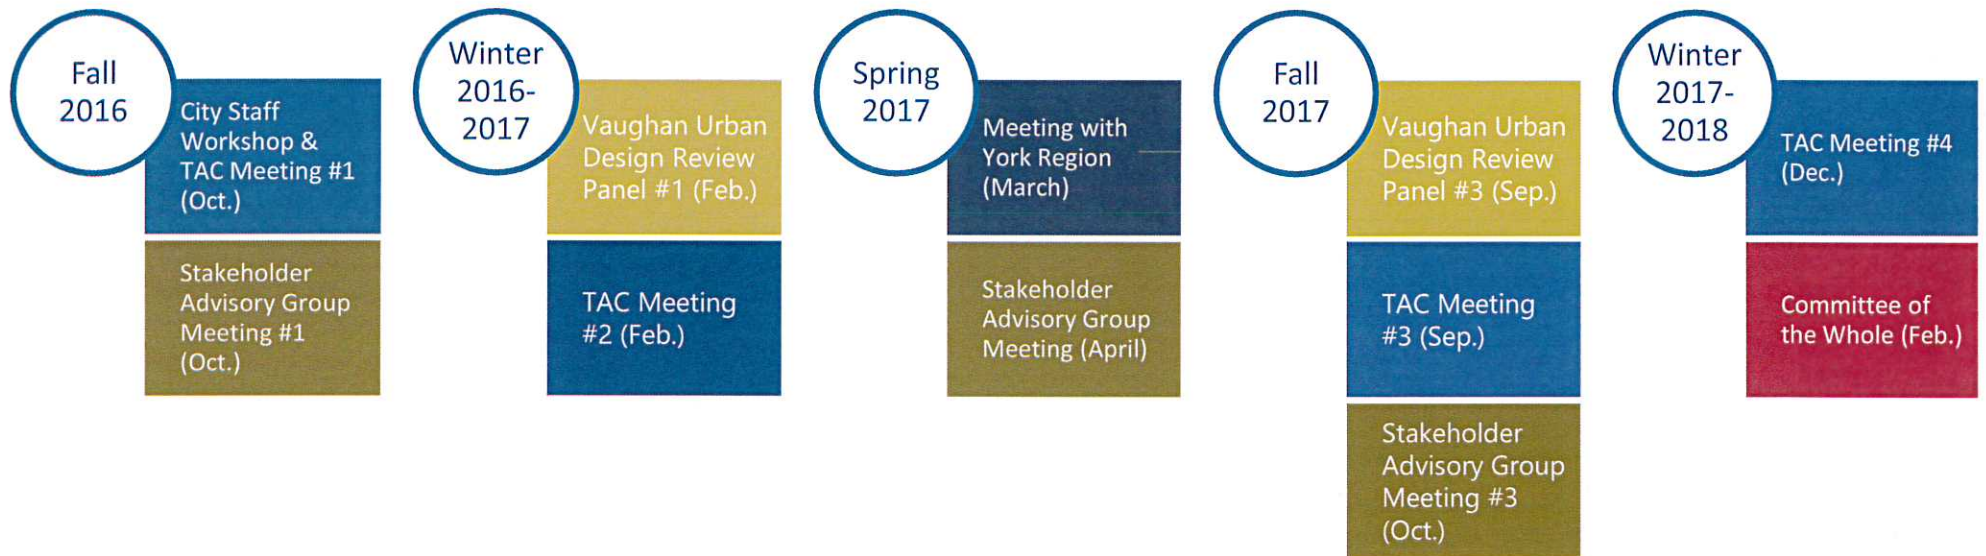 Fall
2016
City Staff
Workshop &
TAC Meeting #1
(Oct.)
Stakeholder
Advisory Group
Meeting #1
(Oct.)
Winter
2016-
2017
Vaughan Urban
Design Review
Panel #1 (Feb.)
TAC Meeting
#2 (Feb.)
Spring
2017
Meeting with
York Region
(March)
Stakeholder
Advisory Group
Meeting (April)
Fall
2017
Vaughan Urban
Design Review
Panel #3 (Sep.)
TAC Meeting
#3 (Sep.)
Stakeholder
Advisory Group
Meeting #3
(Oct.)
Winter
2017-
2018
TAC Meeting #4
(Dec.)
Committee of
the Whole (Feb.)